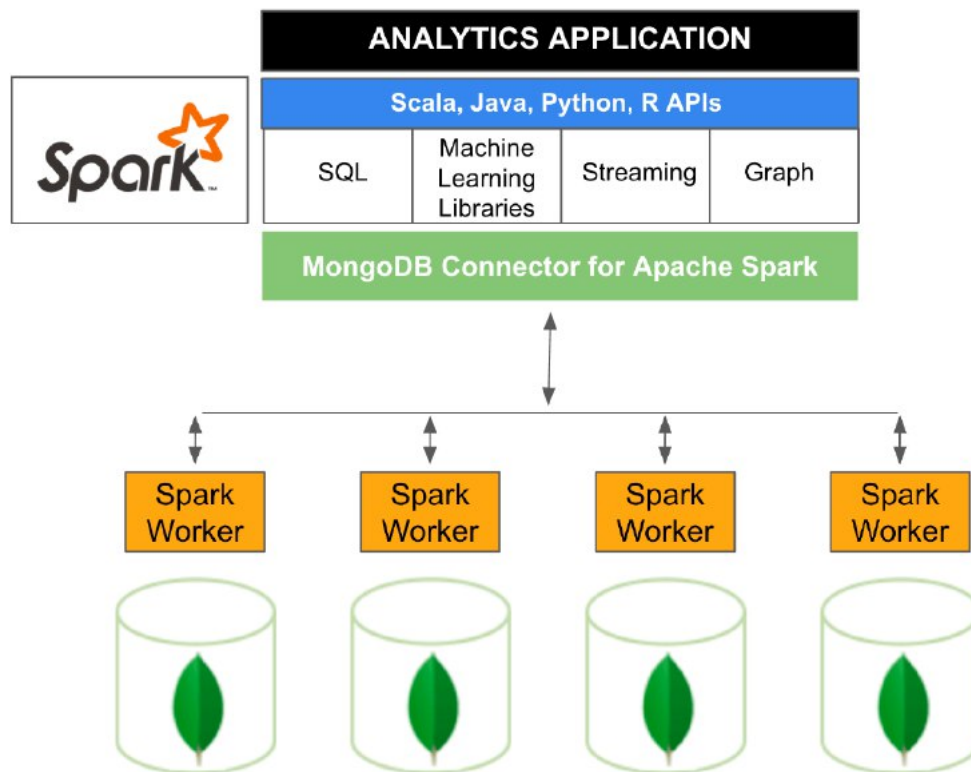 ANALYTICS APPLICATION
Scala, Java, Python, R APIs
Spark™
SQL
Machine
Learning
Libraries
Streaming
Graph
MongoDB Connector for Apache Spark
Spark
Worker
Spark
Worker
Spark
Worker
Spark
Worker